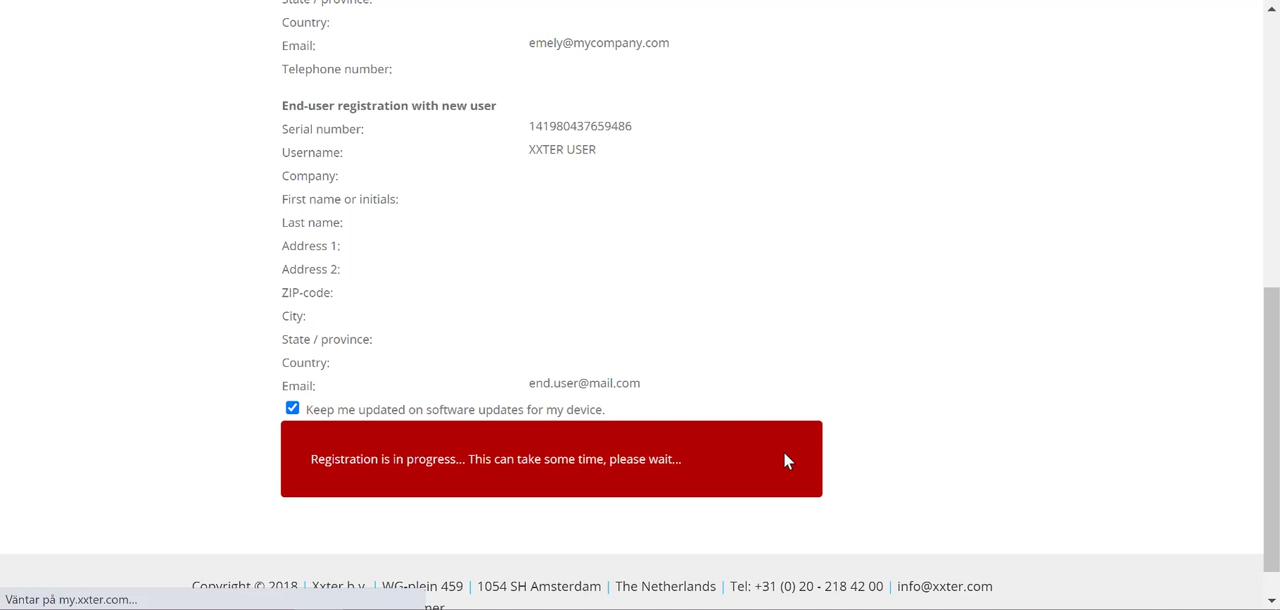 State / province:
Country:
Email: emely@mycompany.com
Telephone number:
End-user registration with new user
Serial number: 141980437659486
Username: XXTER USER
Company:
First name or initials:
Last name:
Address 1:
Address 2:
ZIP-code:
City:
State / province:
Country:
Email: end.user@mail.com
Keep me updated on software updates for my device.
Registration is in progress... This can take some time, please wait...
Copyright © 2018 | Xxter b.v. | WG-plein 459 | 1054 SH Amsterdam | The Netherlands | Tel: +31 (0) 20 - 218 42 00 | info@xxter.com
Väntar på my.xxter.com...